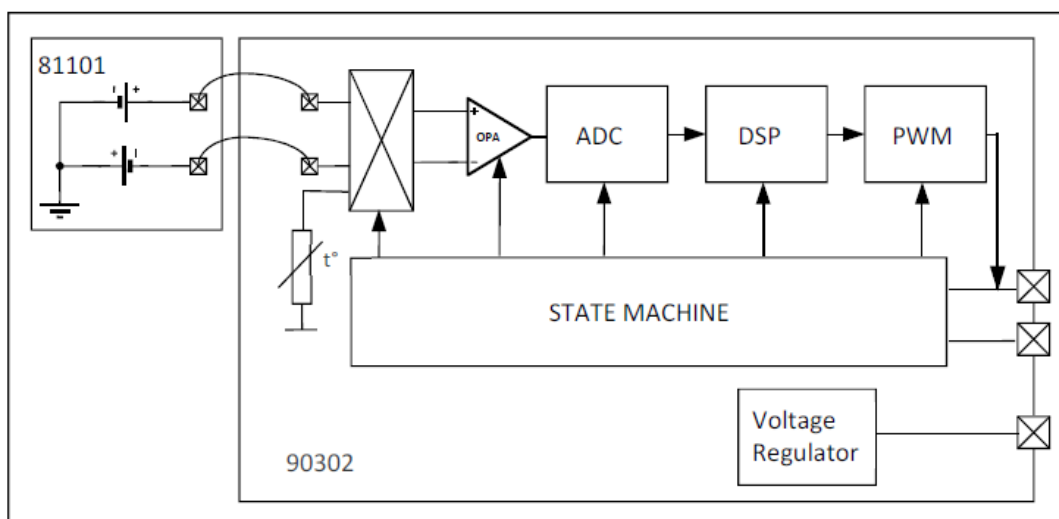 81101
+
+
+
OPA
−
ADC
DSP
PWM
t°
STATE MACHINE
Voltage
Regulator
90302